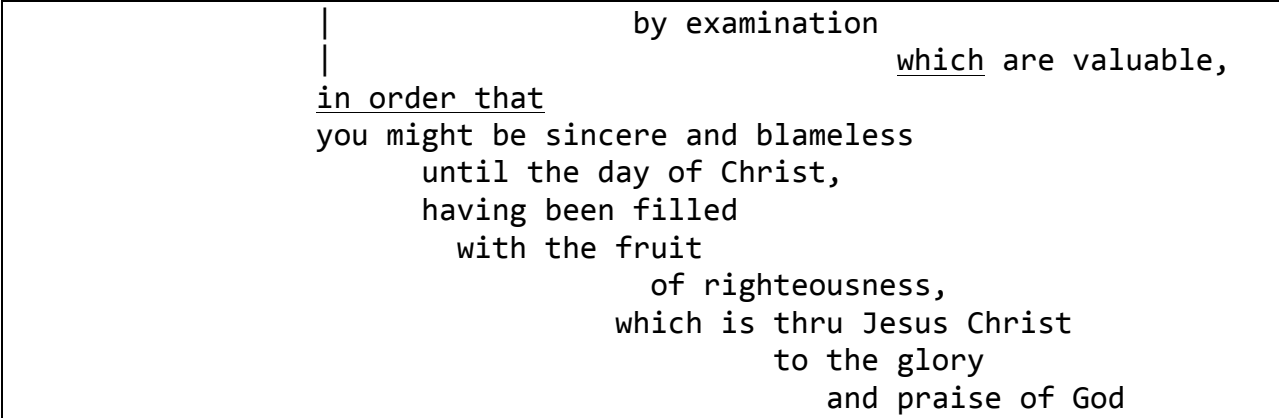 by examination
which are valuable,
in order that
you might be sincere and blameless
until the day of Christ,
having been filled
with the fruit
of righteousness,
which is thru Jesus Christ
to the glory
and praise of God